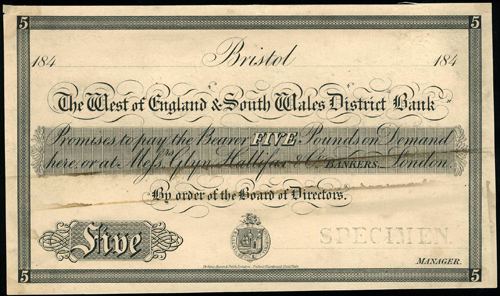 5 5
184 Bristol 184
The West of England & South Wales District Bank
Promises to pay the Bearer FIVE Pounds on Demand
here, or at Mess. Glyn, Hallifax & Co. BANKERS, London.
By order of the Board of Directors.
Five
SPECIMEN
MANAGER.
5 5